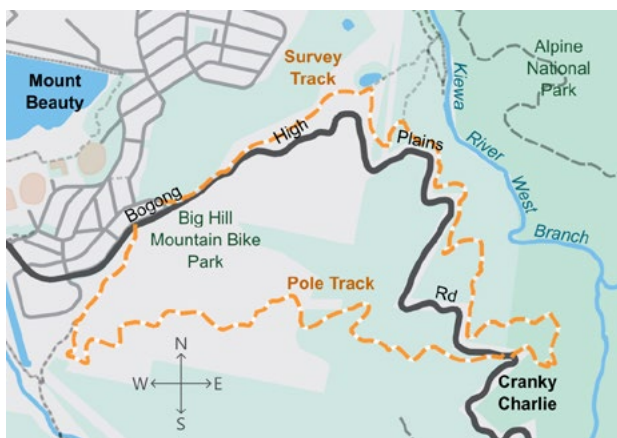 Survey
Track
Alpine
National
Park
Mount
Beauty
Kiewa
River
West
Branch
High
Plains
Bogong
Big Hill
Mountain Bike
Park
Pole Track
Rd
N
W
E
S
Cranky
Charlie